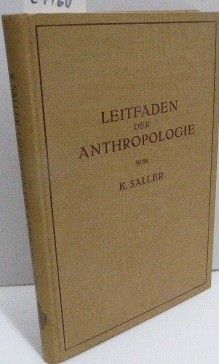 LEITFADEN
DER
ANTHROPOLOGIE
VON
K. SALLER